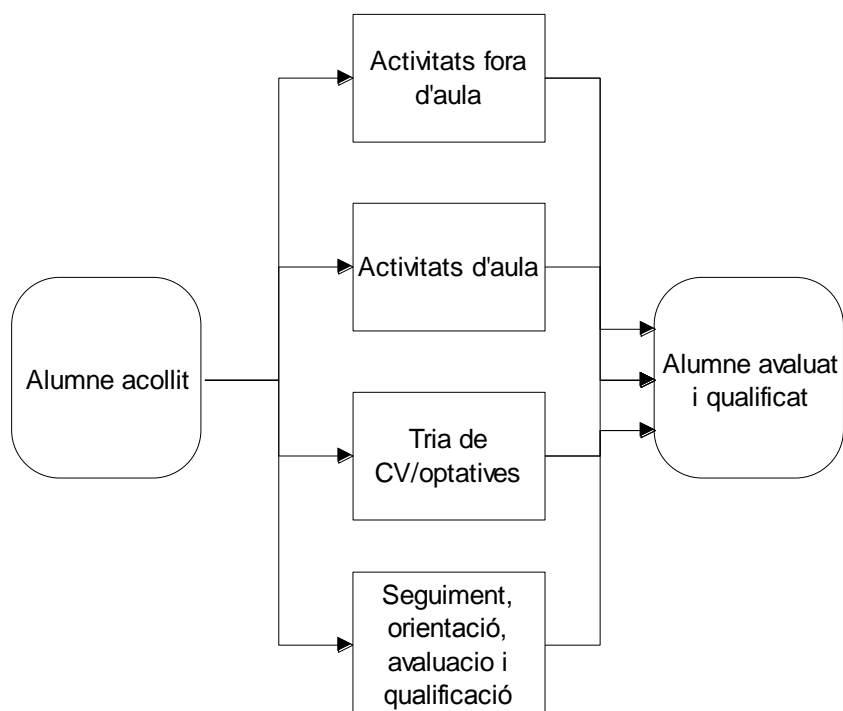 Activitats fora
d'aula
Activitats d'aula
Alumne acollit
Alumne avaluat
i qualificat
Tria de
CV/optatives
Seguiment,
orientació,
avaluacio i
qualificació